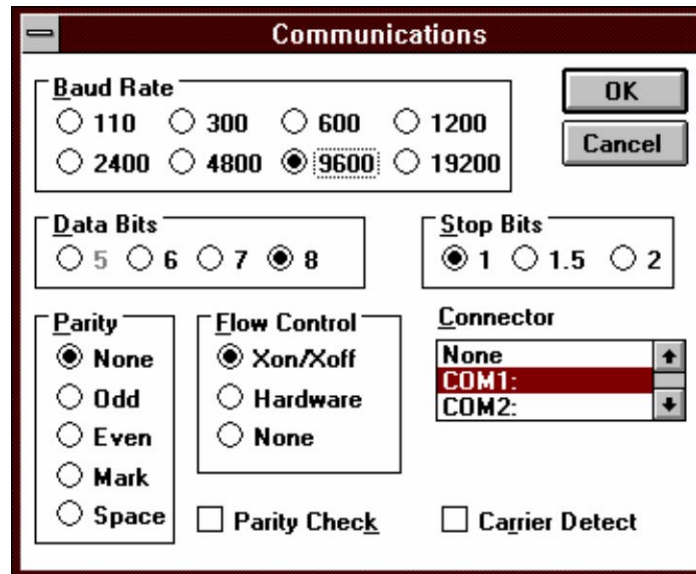 Communications
Baud Rate
110 300 600 1200
2400 4800 9600 19200
OK
Cancel
Data Bits
5 6 7 8
Stop Bits
1 1.5 2
Parity
None
Odd
Even
Mark
Space
Flow Control
Xon/Xoff
Hardware
None
Connector
None
COM1:
COM2:
Parity Check
Carrier Detect